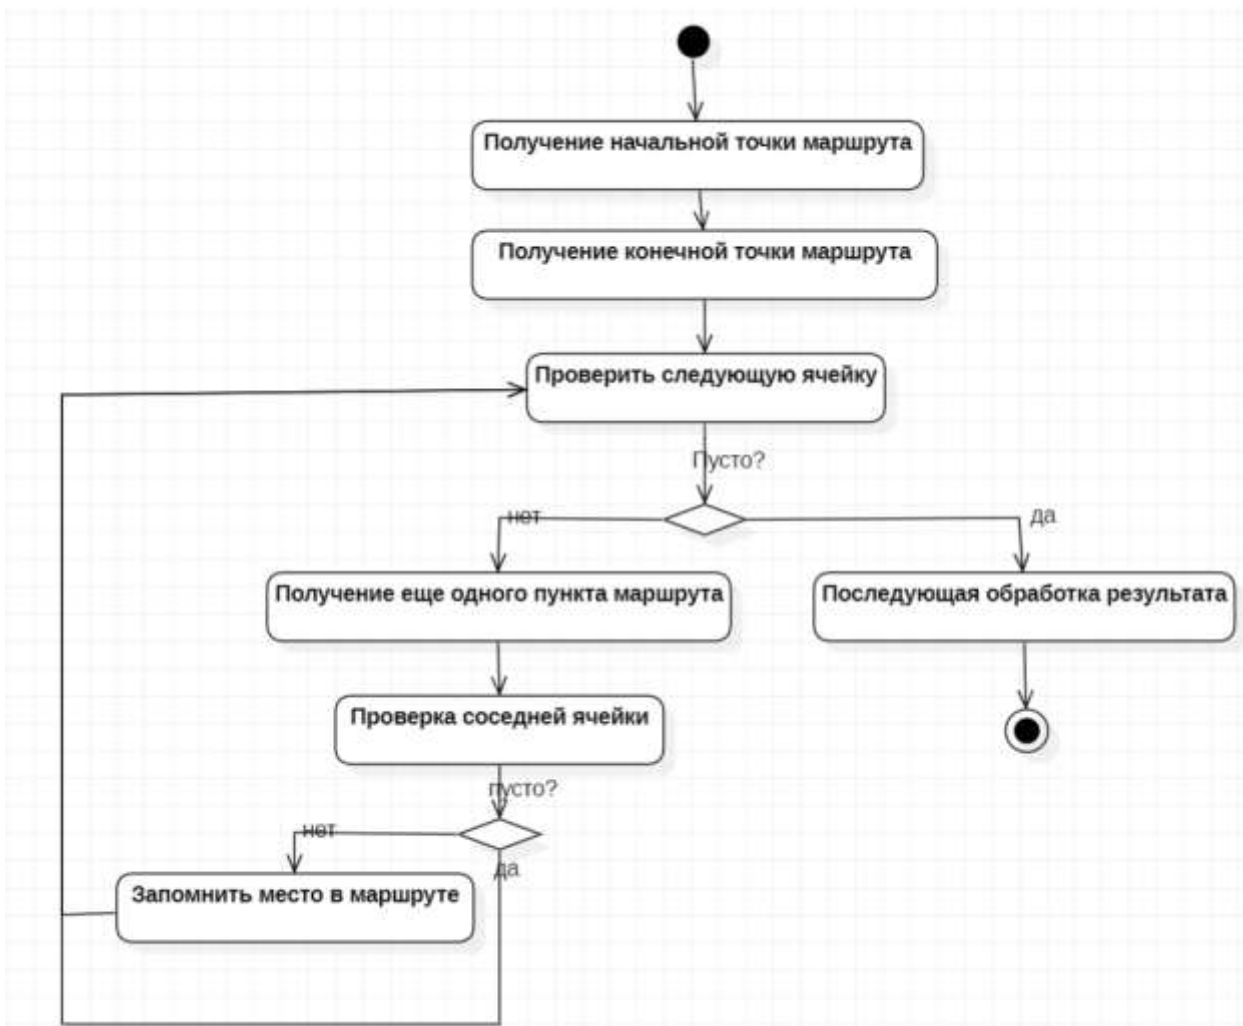 Получение начальной точки маршрута
Получение конечной точки маршрута
Проверить следующую ячейку
Пусто?
нет
да
Получение еще одного пункта маршрута
Последующая обработка результата
Проверка соседней ячейки
пусто?
нет
да
Запомнить место в маршруте